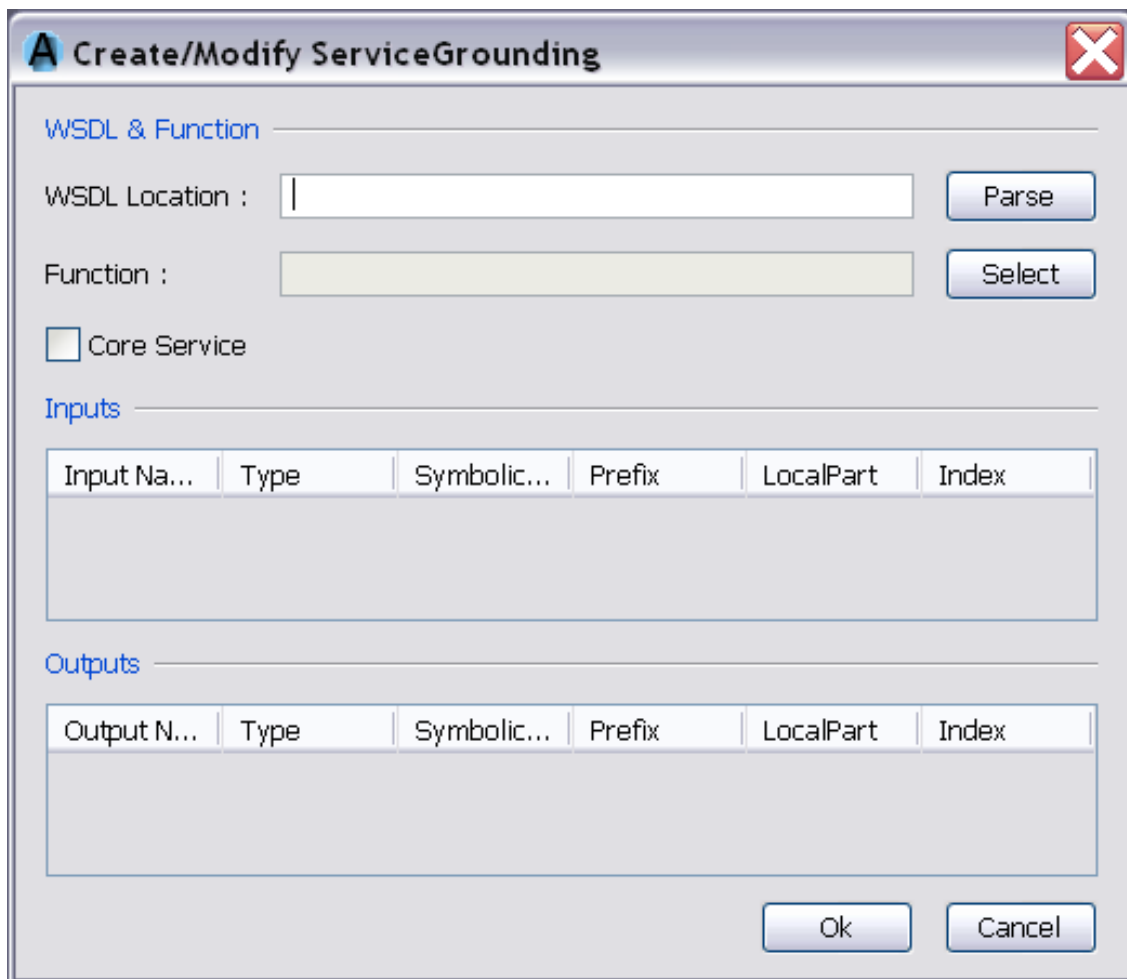 A Create/Modify ServiceGrounding
WSDL & Function
WSDL Location : Parse
Function : Select
Core Service
Inputs
Input Na... Type Symbolic... Prefix LocalPart Index
Outputs
Output N... Type Symbolic... Prefix LocalPart Index
Ok Cancel